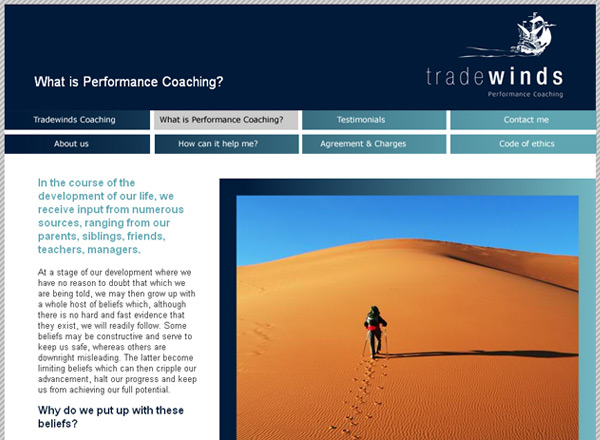 What is Performance Coaching?
tradewinds
Performance Coaching
Tradewinds Coaching
What is Performance Coaching?
Testimonials
Contact me
About us
How can it help me?
Agreement & Charges
Code of ethics
In the course of the
development of our life, we
receive input from numerous
sources, ranging from our
parents, siblings, friends,
teachers, managers.
At a stage of our development where we
have no reason to doubt that which we
are being told, we may then grow up with
a whole host of beliefs which, although
there is no hard and fast evidence that
they exist, we will readily follow. Some
beliefs may be constructive and serve to
keep us safe, whereas others are
downright misleading. The latter become
limiting beliefs which can then cripple our
advancement, halt our progress and keep
us from achieving our full potential.
Why do we put up with these
beliefs?